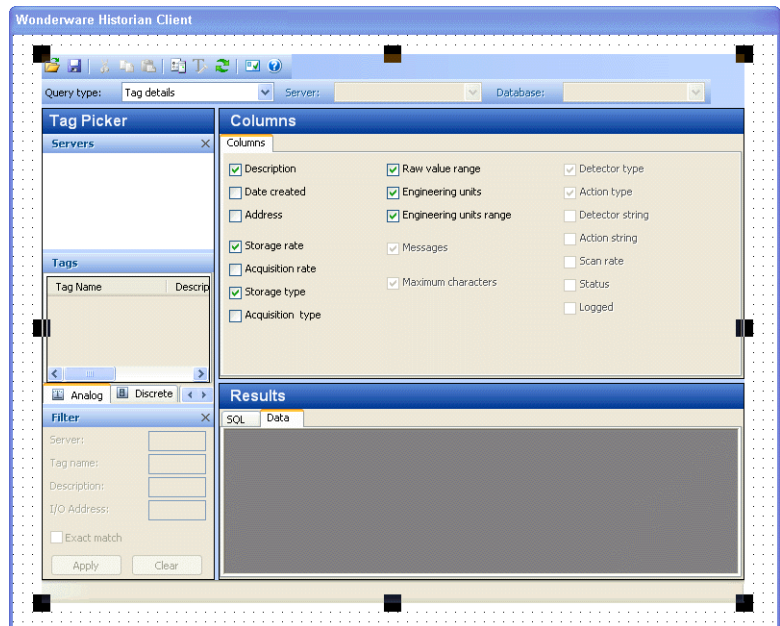 Wonderware Historian Client
Query type: Tag details Server: Database:
Tag Picker
Servers
Tags
Tag Name Descrip
Analog Discrete
Filter
Server:
Tag name:
Description:
I/O Address:
Exact match
Apply Clear
Columns
Columns
Description
Date created
Address
Storage rate
Acquisition rate
Storage type
Acquisition type
Raw value range
Engineering units
Engineering units range
Messages
Maximum characters
Detector type
Action type
Detector string
Action string
Scan rate
Status
Logged
Results
SQL Data